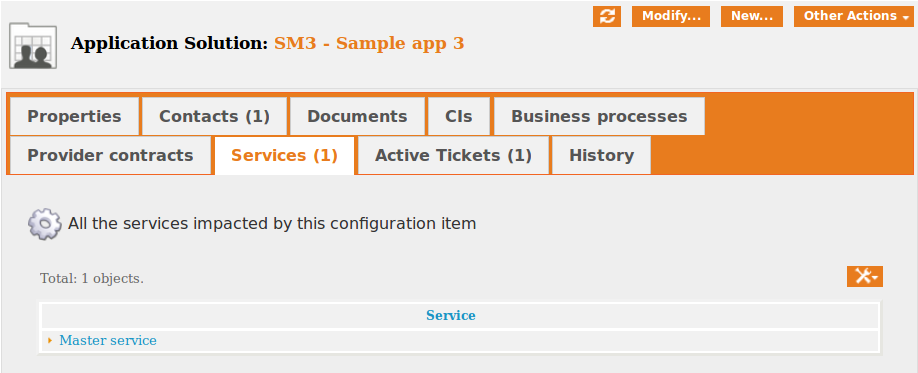 Modify... New... Other Actions
Application Solution: SM3 - Sample app 3
Properties Contacts (1) Documents CIs Business processes
Provider contracts Services (1) Active Tickets (1) History
All the services impacted by this configuration item
Total: 1 objects.
Service
Master service